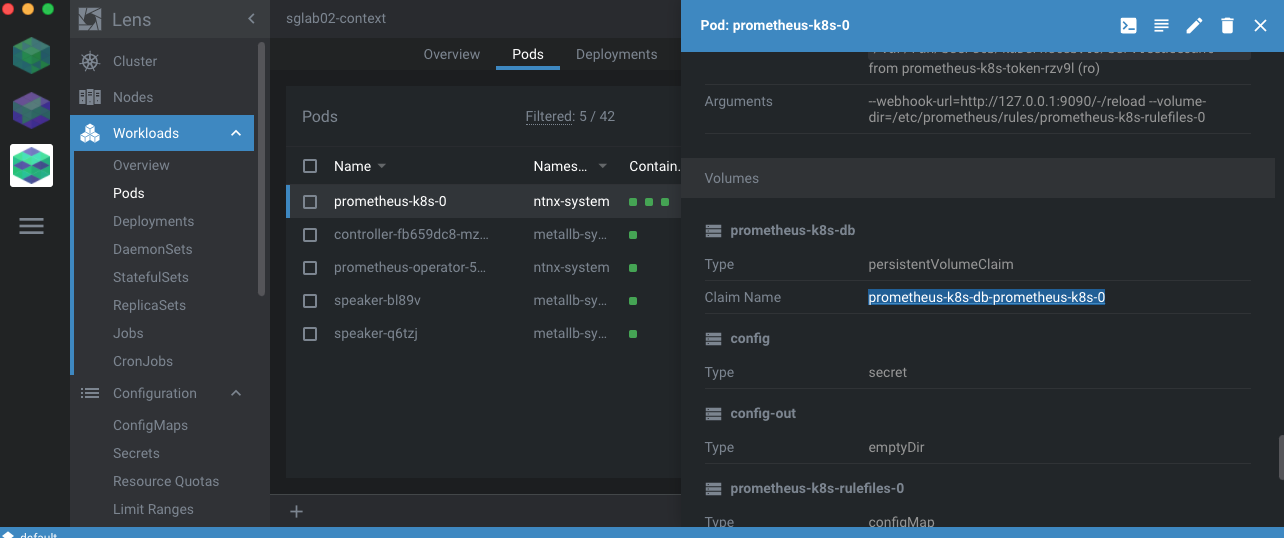 Lens
Cluster
Nodes
Workloads
Overview
Pods
Deployments
DaemonSets
StatefulSets
ReplicaSets
Jobs
CronJobs
Configuration
ConfigMaps
Secrets
Resource Quotas
Limit Ranges
default
sglab02-context
Overview Pods Deployments
Pods Filtered: 5 / 42
Name Names... Contain.
prometheus-k8s-0 ntnx-system
controller-fb659dc8-mz... metallb-sy...
prometheus-operator-5... ntnx-system
speaker-bl89v metallb-sy...
speaker-q6tzj metallb-sy...
Pod: prometheus-k8s-0
from prometheus-k8s-token-rzv9l (ro)
Arguments --webhook-url=http://127.0.0.1:9090/-/reload --volume-
dir=/etc/prometheus/rules/prometheus-k8s-rulefiles-0
Volumes
prometheus-k8s-db
Type persistentVolumeClaim
Claim Name prometheus-k8s-db-prometheus-k8s-0
config
Type secret
config-out
Type emptyDir
prometheus-k8s-rulefiles-0
Type configMap